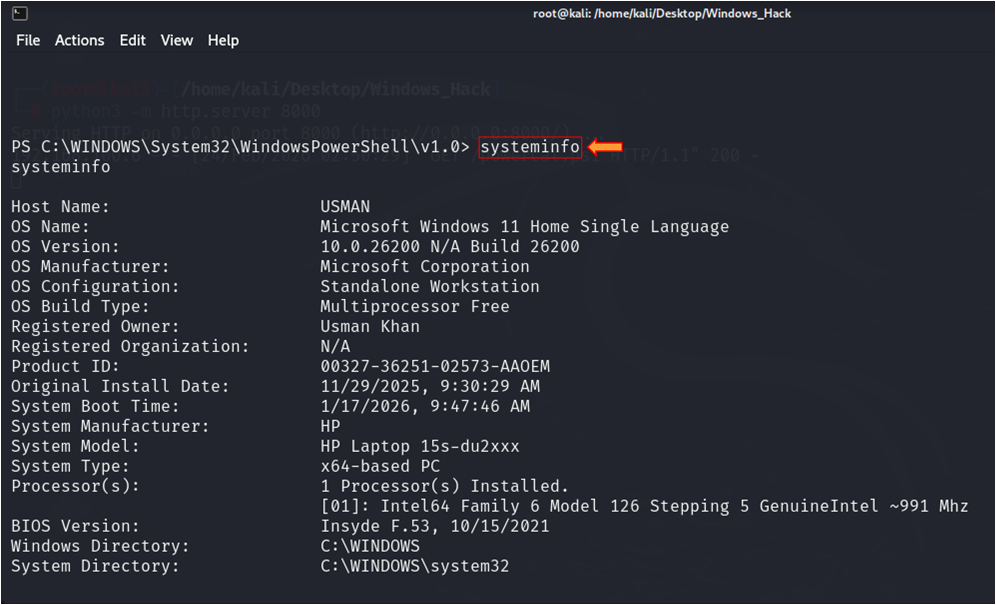 root@kali: /home/kali/Desktop/Windows_Hack
File Actions Edit View Help
/home/kali/Desktop/Windows_Hack
python3 -m http.server 8000
Serving HTTP on 0.0.0.0 port 8000 (http://0.0.0.0:8000/)
PS C:\WINDOWS\System32\WindowsPowerShell\v1.0> systeminfo
HTTP/1.1" 200 -
systeminfo
Host Name: USMAN
OS Name: Microsoft Windows 11 Home Single Language
OS Version: 10.0.26200 N/A Build 26200
OS Manufacturer: Microsoft Corporation
OS Configuration: Standalone Workstation
OS Build Type: Multiprocessor Free
Registered Owner: Usman Khan
Registered Organization: N/A
Product ID: 00327-36251-02573-AAOEM
Original Install Date: 11/29/2025, 9:30:29 AM
System Boot Time: 1/17/2026, 9:47:46 AM
System Manufacturer: HP
System Model: HP Laptop 15s-du2xxx
System Type: x64-based PC
Processor(s): 1 Processor(s) Installed.
[01]: Intel64 Family 6 Model 126 Stepping 5 GenuineIntel ~991 Mhz
BIOS Version: Insyde F.53, 10/15/2021
Windows Directory: C:\WINDOWS
System Directory: C:\WINDOWS\system32